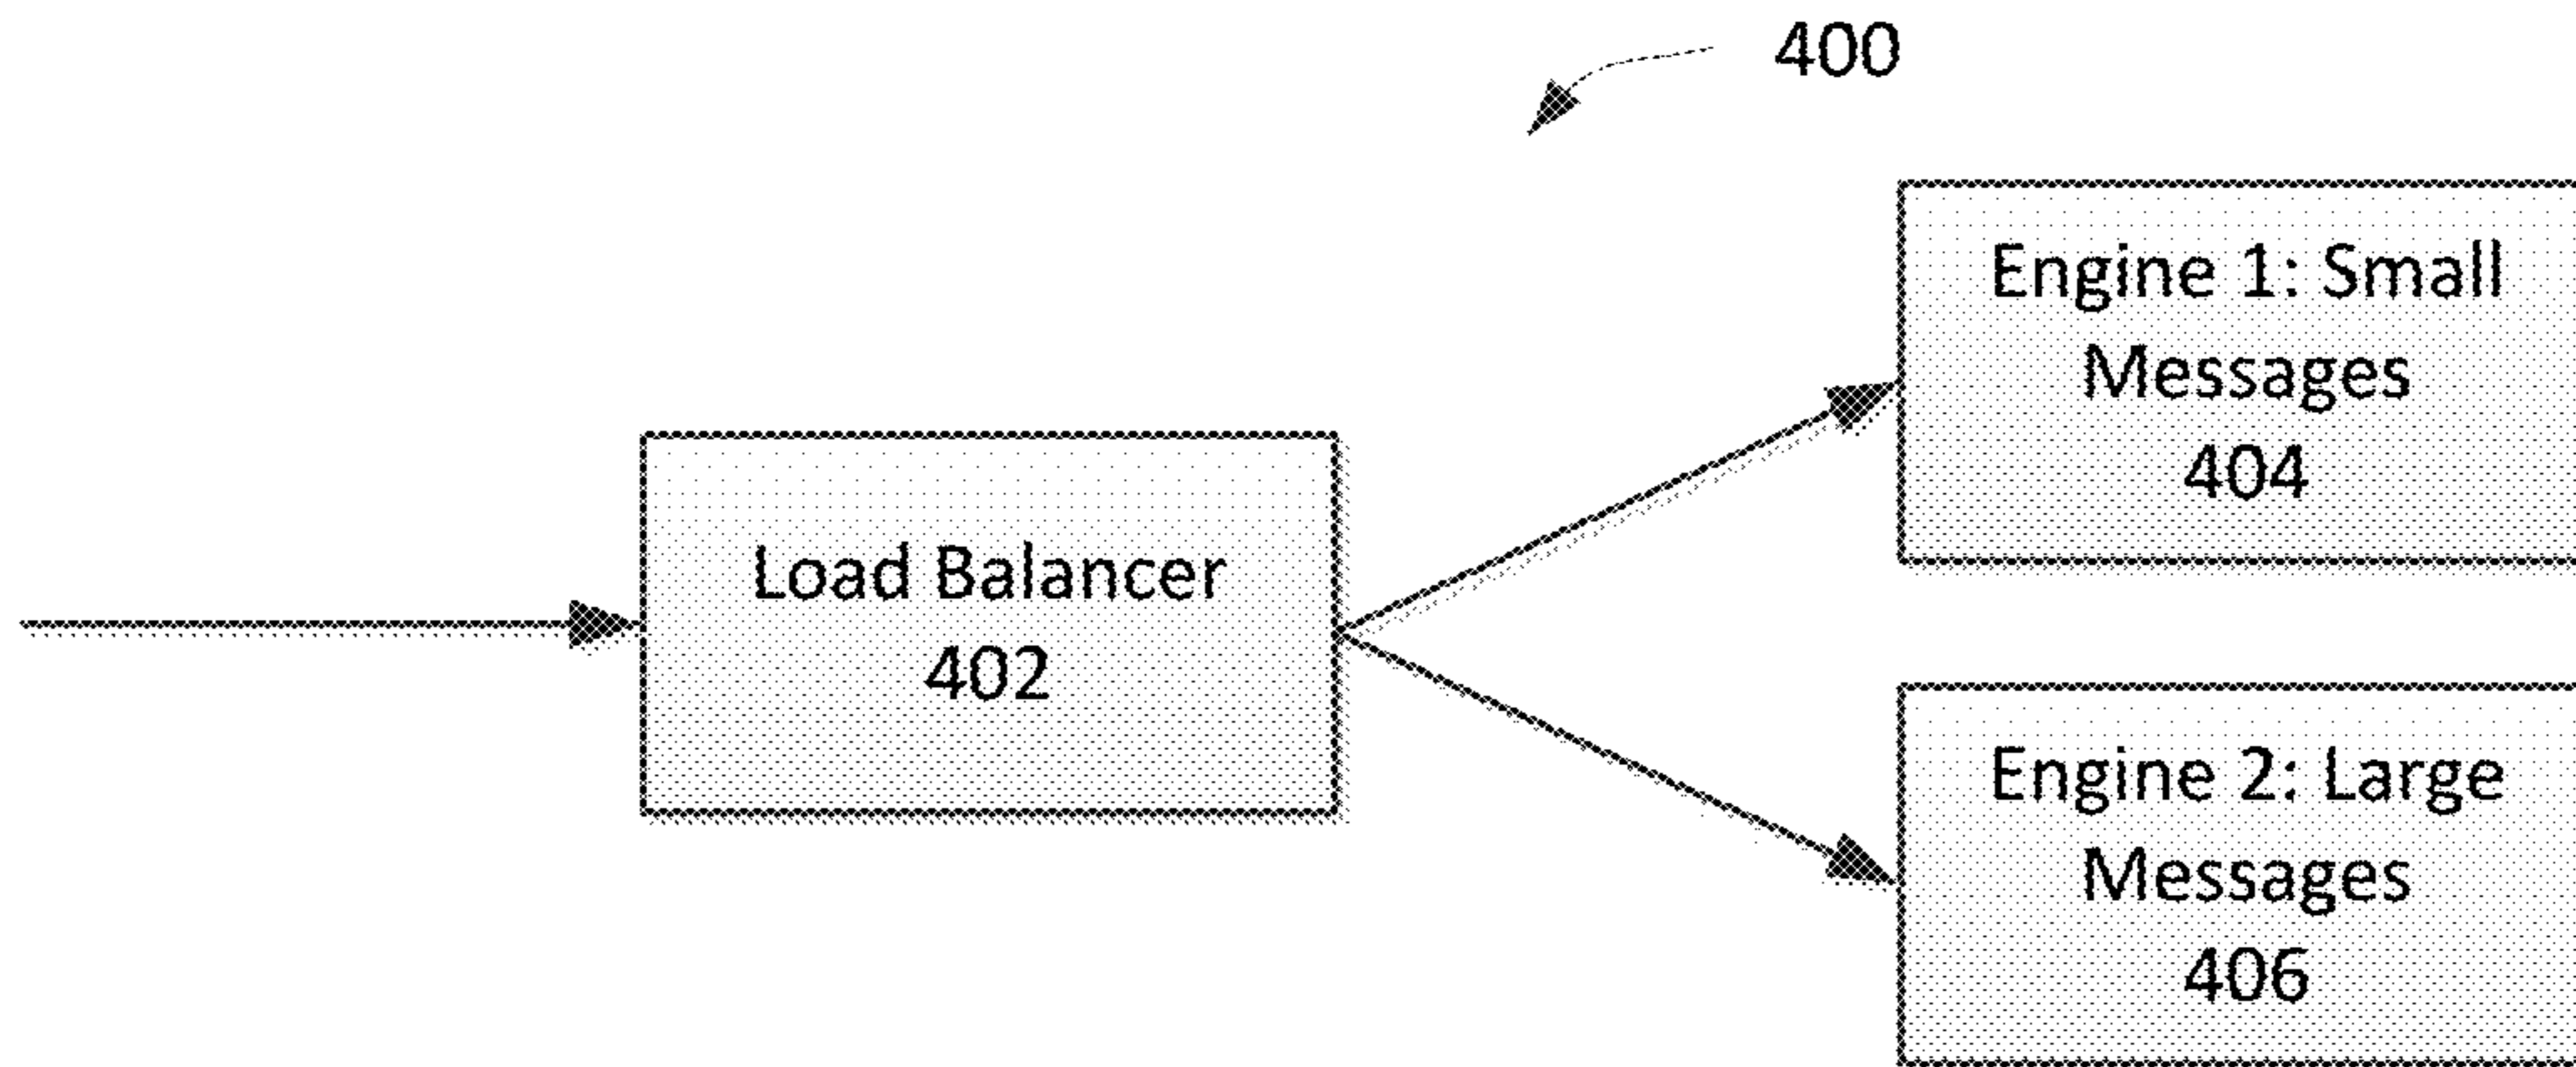 400
Load Balancer
402
Engine 1: Small
Messages
404
Engine 2: Large
Messages
406